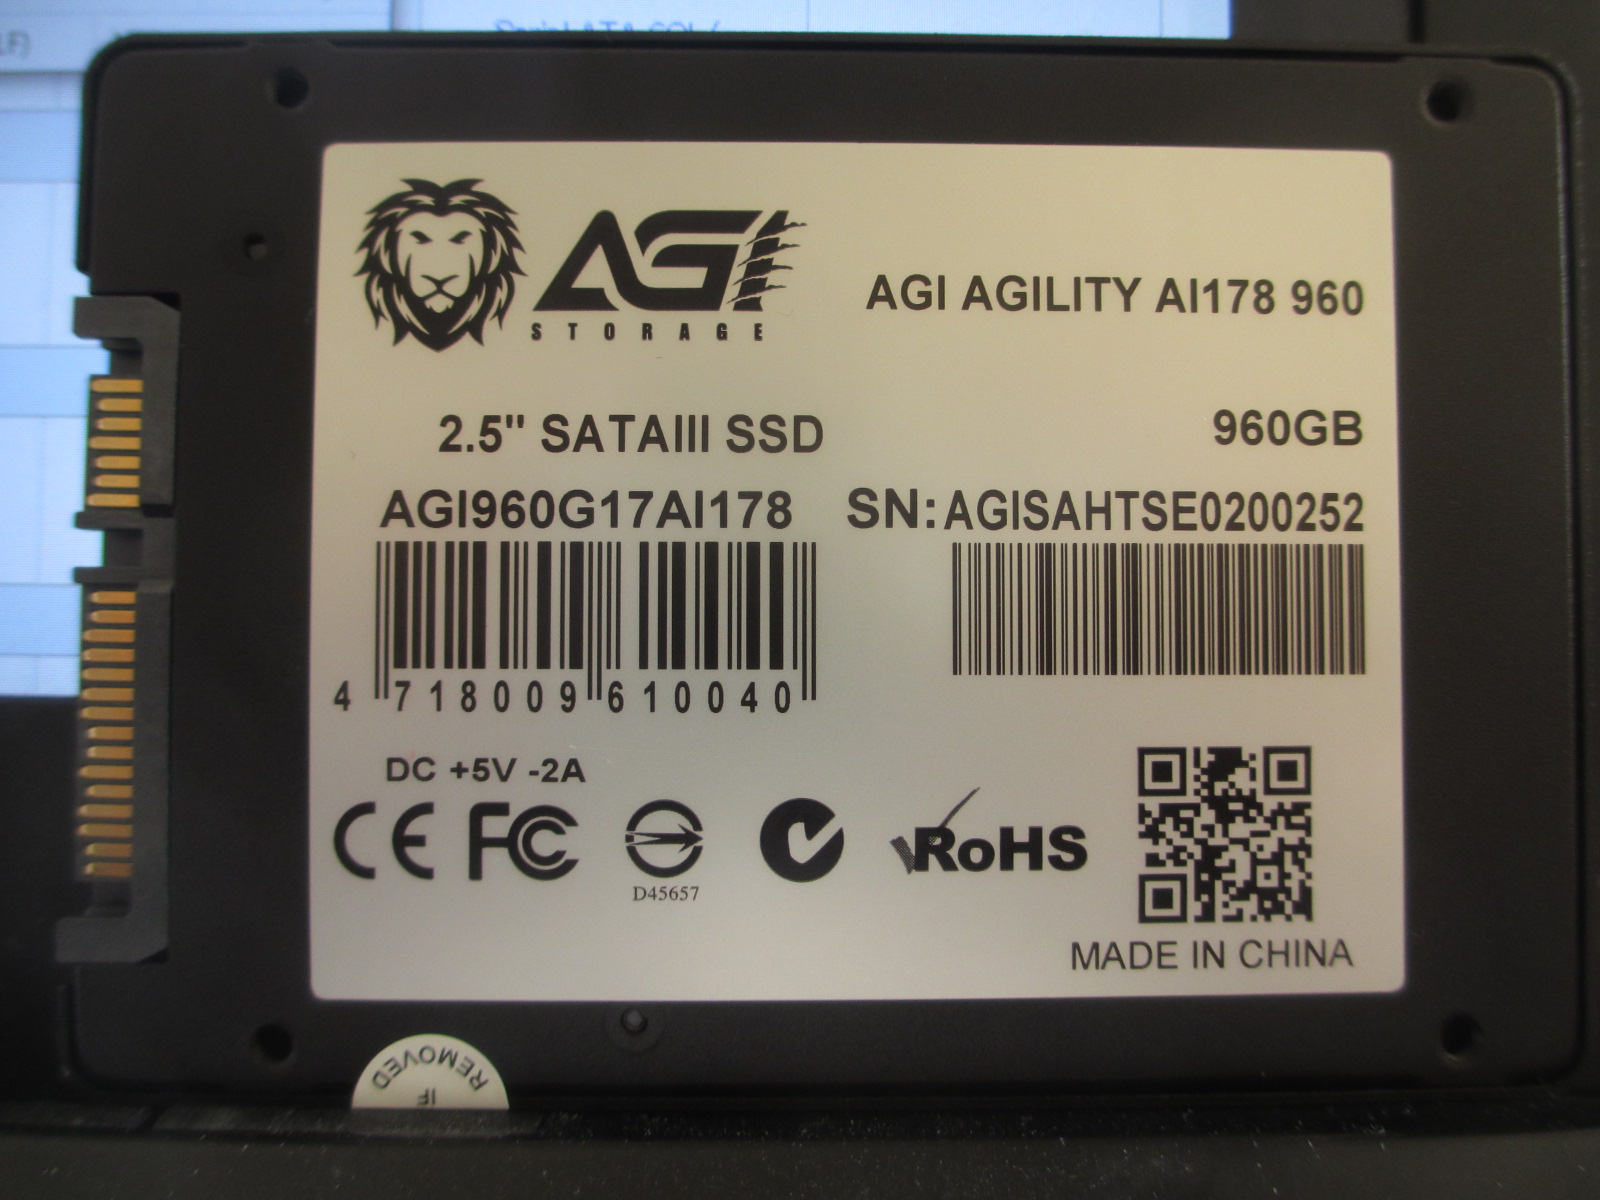 AGI
STORAGE
AGI AGILITY AI178 960
2.5" SATAIII SSD
960GB
AGI960G17AI178
SN:AGISAHTSE0200252
4 718009 610040
DC +5V -2A
CE FC
D45657
RoHS
MADE IN CHINA
IF
REMOVED